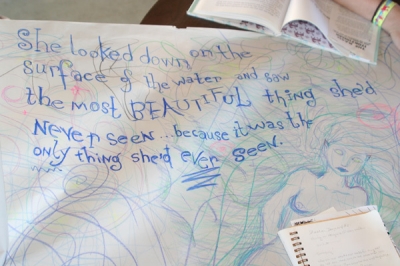 She looked down on the
surface of the water and saw
the most BEAUTIFUL thing she'd
Never seen... because it was the
only thing she'd ever seen.